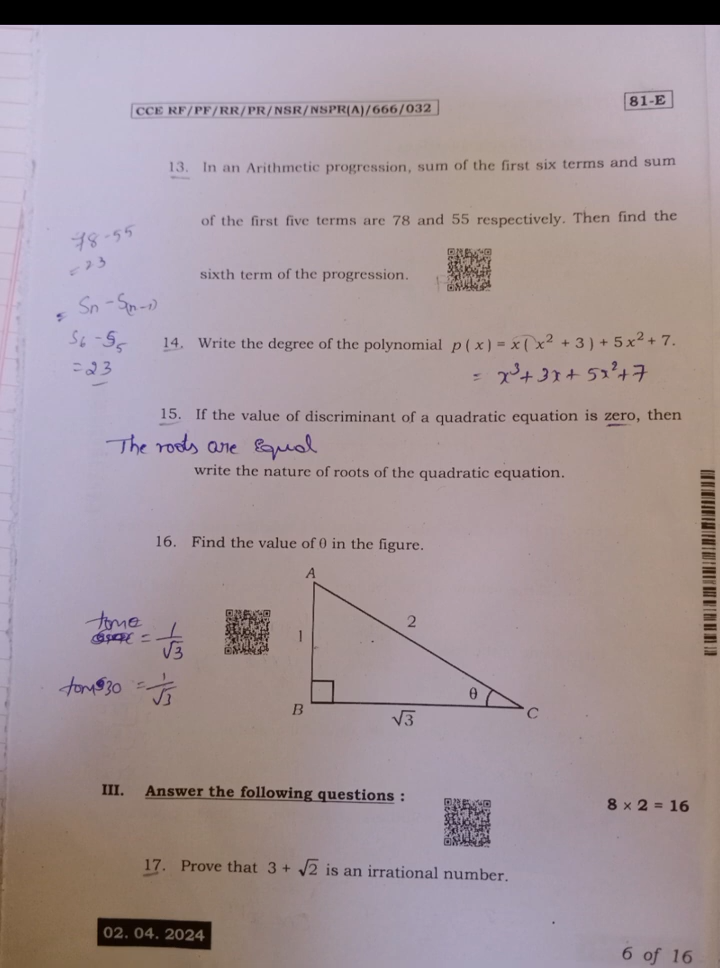 CCE RF/PF/RR/PR/NSR/NSPR(A)/666/032
81-E
13. In an Arithmetic progression, sum of the first six terms and sum
of the first five terms are 78 and 55 respectively. Then find the
78-55
= 23
sixth term of the progression.
= Sn - S(n-1)
S6 - S5
= 23
14. Write the degree of the polynomial p ( x ) = x ( x² + 3 ) + 5x² + 7.
= x³ + 3x + 5x² + 7
15. If the value of discriminant of a quadratic equation is zero, then
The roots are Equal
write the nature of roots of the quadratic equation.
16. Find the value of θ in the figure.
A
1
2
tanθ = 1/√3
tan 30 = 1/√3
θ
B
√3
C
III. Answer the following questions :
8 × 2 = 16
17. Prove that 3 + √2 is an irrational number.
02. 04. 2024
6 of 16